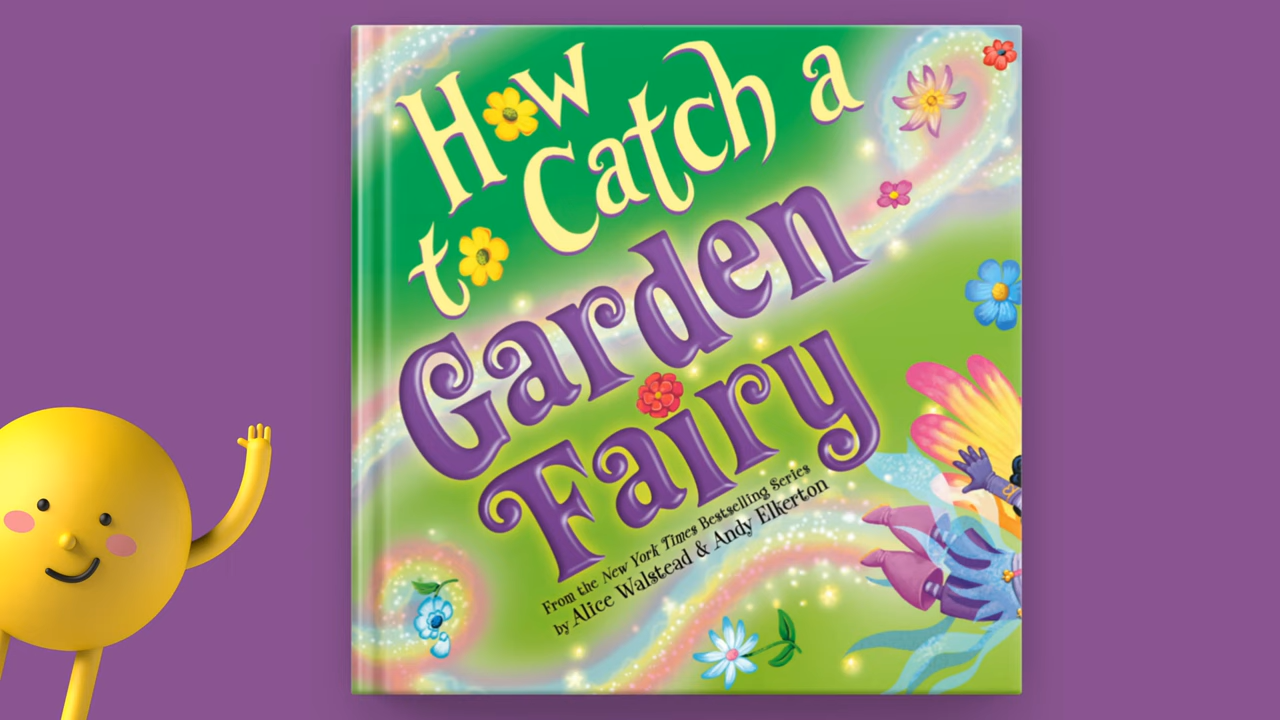 How
to Catch a
Garden
Fairy
From the New York Times Bestselling Series
by Alice Walstead & Andy Elkerton